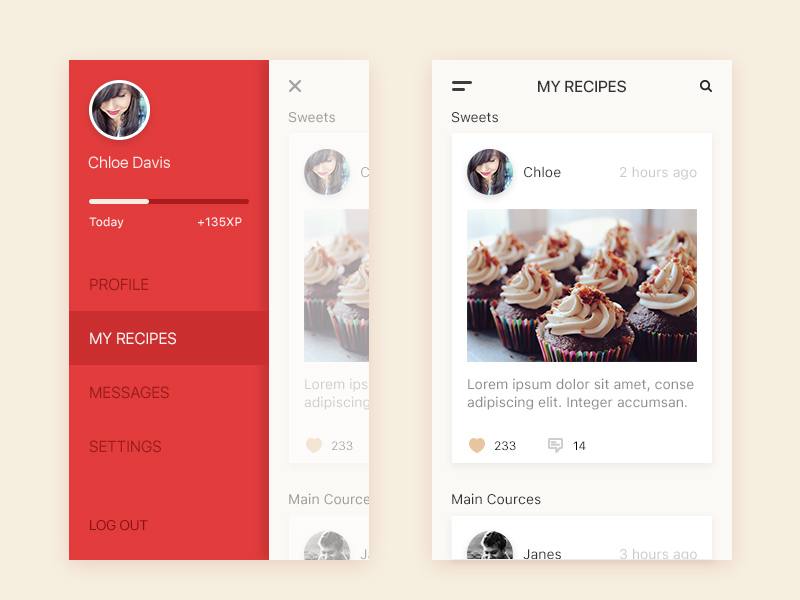 Chloe Davis
Today +135XP
PROFILE
MY RECIPES
MESSAGES
SETTINGS
LOG OUT
Sweets
C
Lorem ips
adipiscing
233
Main Cource
Ja
MY RECIPES
Sweets
Chloe 2 hours ago
Lorem ipsum dolor sit amet, conse
adipiscing elit. Integer accumsan.
233 14
Main Cources
Janes 3 hours ago